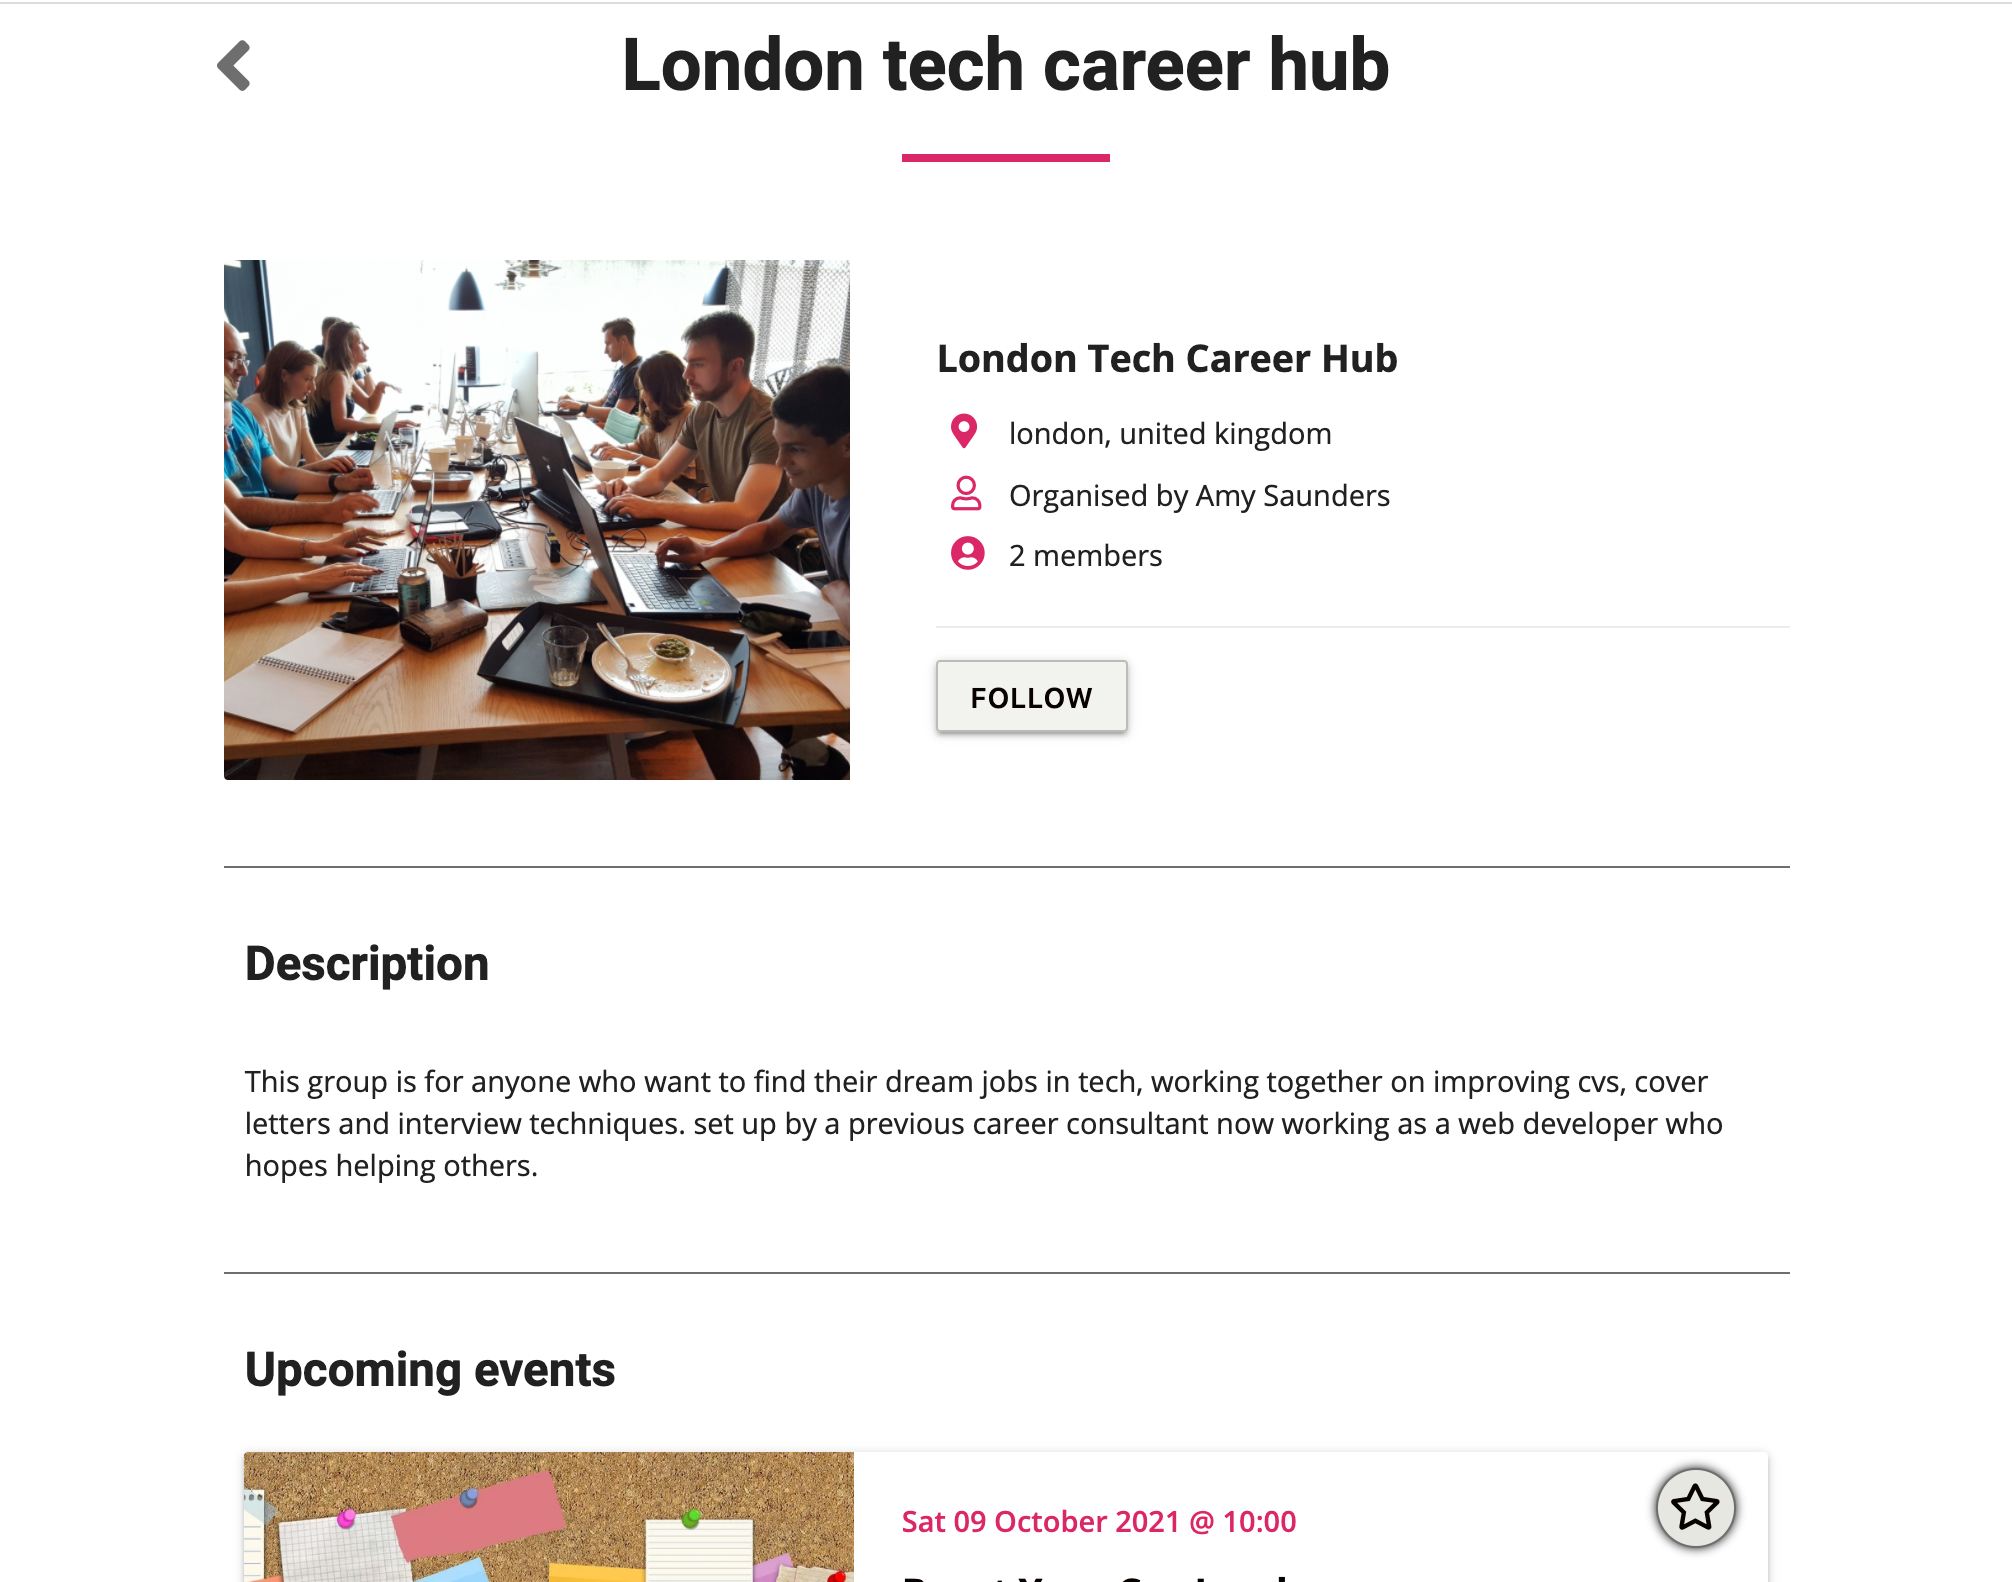 London tech career hub
London Tech Career Hub
london, united kingdom
Organised by Amy Saunders
2 members
FOLLOW
Description
This group is for anyone who want to find their dream jobs in tech, working together on improving cvs, cover
letters and interview techniques. set up by a previous career consultant now working as a web developer who
hopes helping others.
Upcoming events
Sat 09 October 2021 @ 10:00